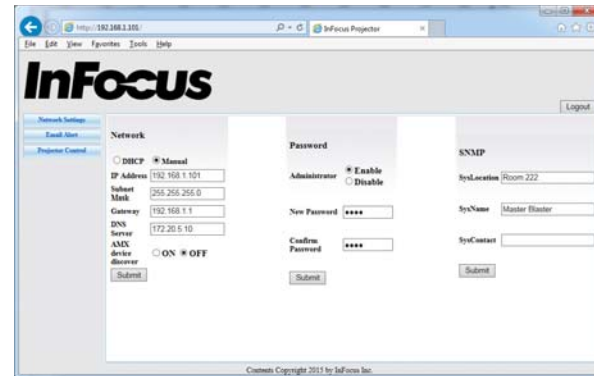 http://192.168.1.101/
InFocus Projector
File Edit View Favorites Tools Help
InFocus
Logout
Network Settings
Email Alert
Projector Control
Network
DHCP Manual
IP Address 192.168.1.101
Subnet Mask 255.255.255.0
Gateway 192.168.1.1
DNS Server 172.20.6.10
AMX device discover ON OFF
Submit
Password
Administrator Enable
Disable
New Password ••••
Confirm Password ••••
Submit
SNMP
SysLocation Room 222
SysName Master Blaster
SysContact
Submit
Contents Copyright 2015 by InFocus Inc.